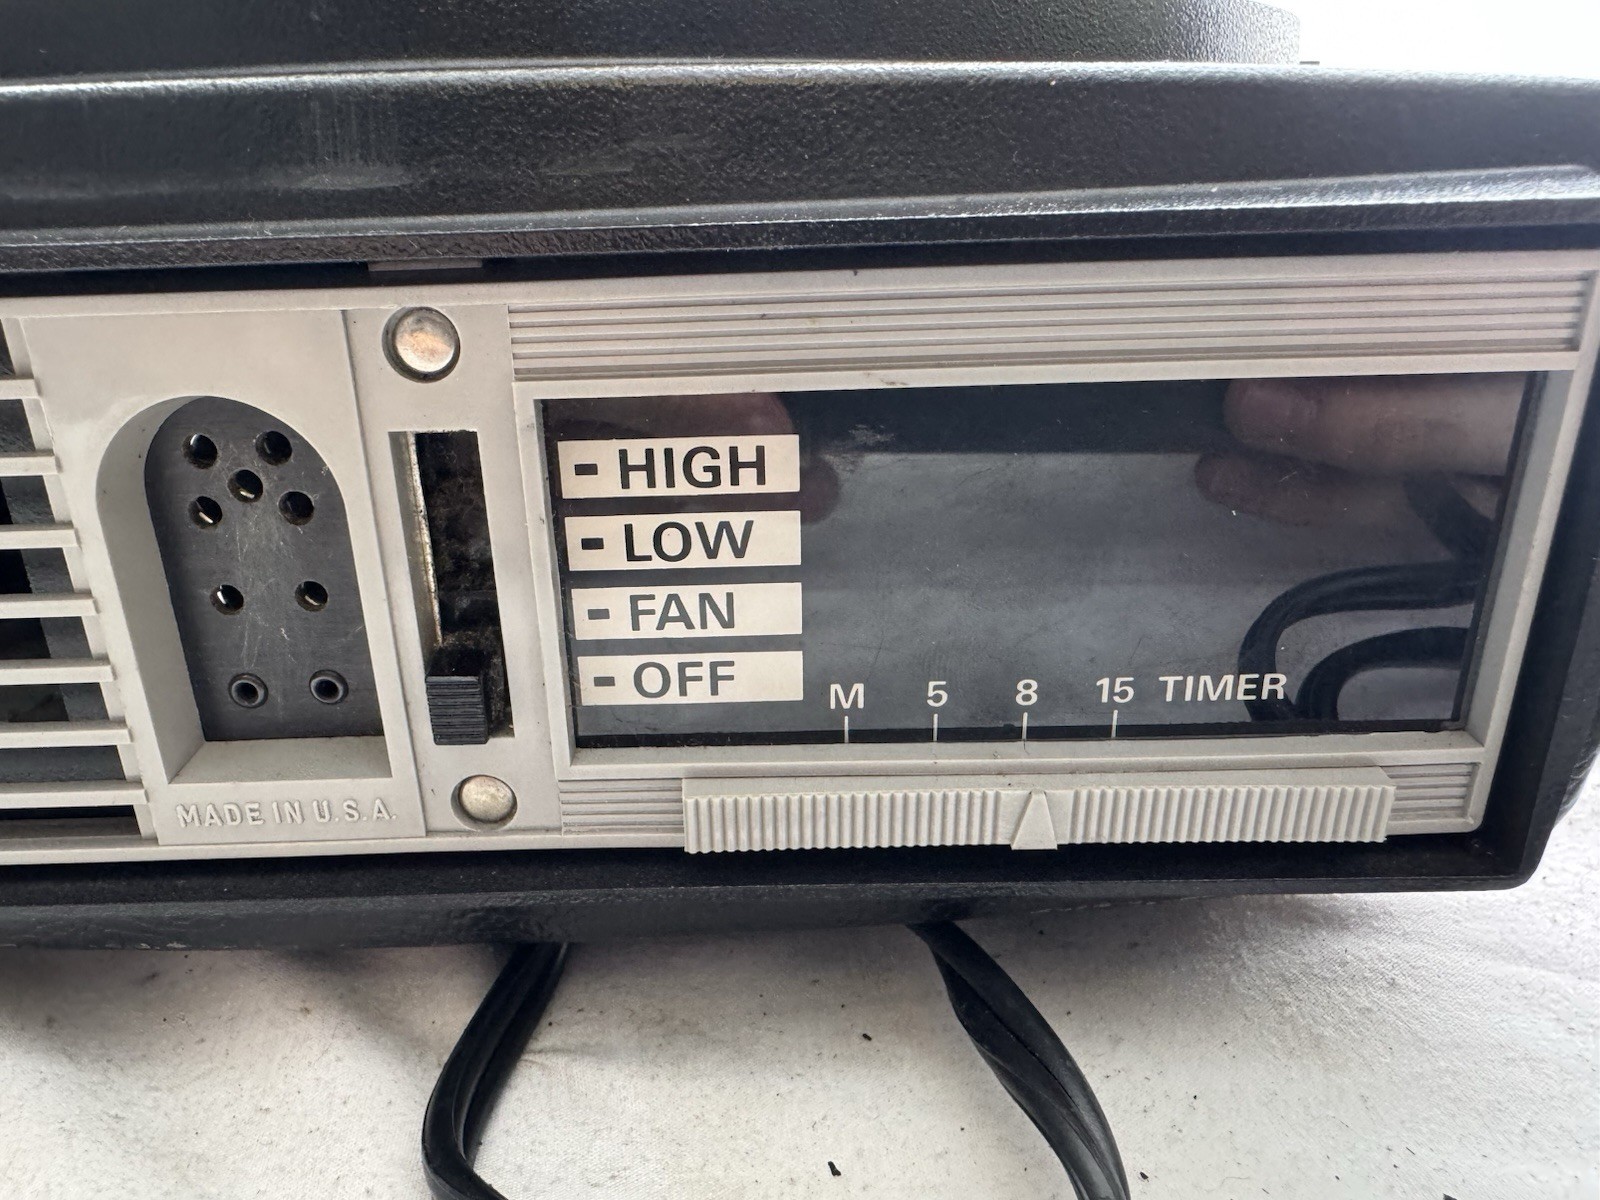 - HIGH
- LOW
- FAN
- OFF
M 5 8 15 TIMER
MADE IN U.S.A.